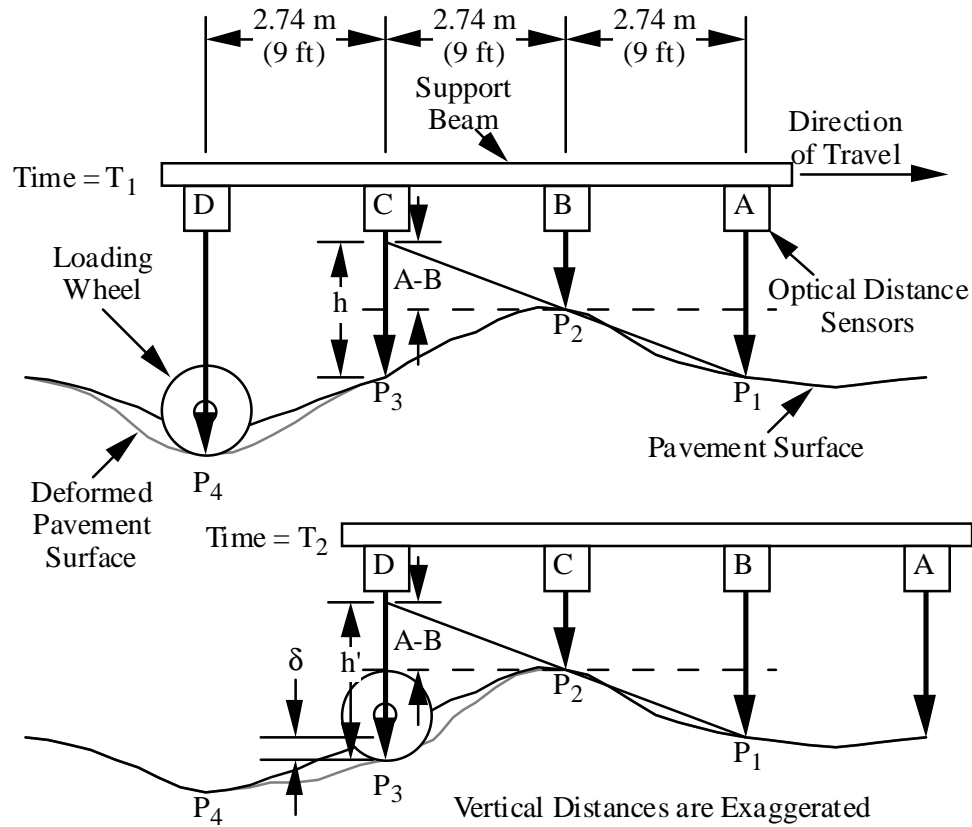 2.74 m
(9 ft)
2.74 m
(9 ft)
2.74 m
(9 ft)
Support
Beam
Direction
of Travel
Time = T1
D
C
B
A
Loading
Wheel
h
A-B
Optical Distance
Sensors
P2
P3
P1
Pavement Surface
P4
Deformed
Pavement
Surface
Time = T2
D
C
B
A
δ
h'
A-B
P2
P1
P3
P4
Vertical Distances are Exaggerated